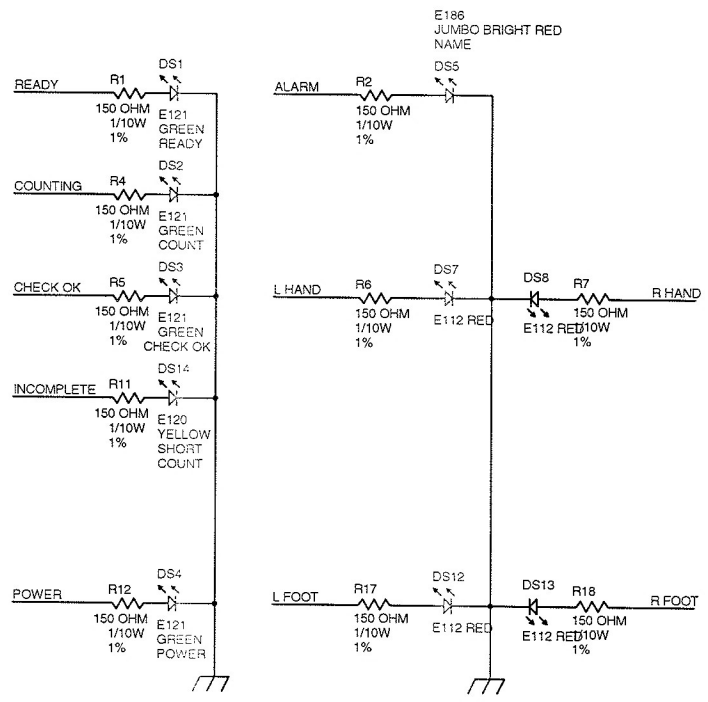 E186
JUMBO BRIGHT RED
NAME
DS1
DS5
READY
R1
ALARM
R2
150 OHM
1/10W
1%
E121
GREEN
READY
150 OHM
1/10W
1%
DS2
COUNTING
R4
150 OHM
1/10W
1%
E121
GREEN
COUNT
DS3
CHECK OK
R5
150 OHM
1/10W
1%
E121
GREEN
CHECK OK
L HAND
R6
DS7
DS8
R7
R HAND
150 OHM
1/10W
1%
E112 RED
E112 RED
150 OHM
1/10W
1%
DS14
INCOMPLETE
R11
150 OHM
1/10W
1%
E120
YELLOW
SHORT
COUNT
DS4
POWER
R12
150 OHM
1/10W
1%
E121
GREEN
POWER
L FOOT
R17
DS12
DS13
R18
R FOOT
150 OHM
1/10W
1%
E112 RED
E112 RED
150 OHM
1/10W
1%